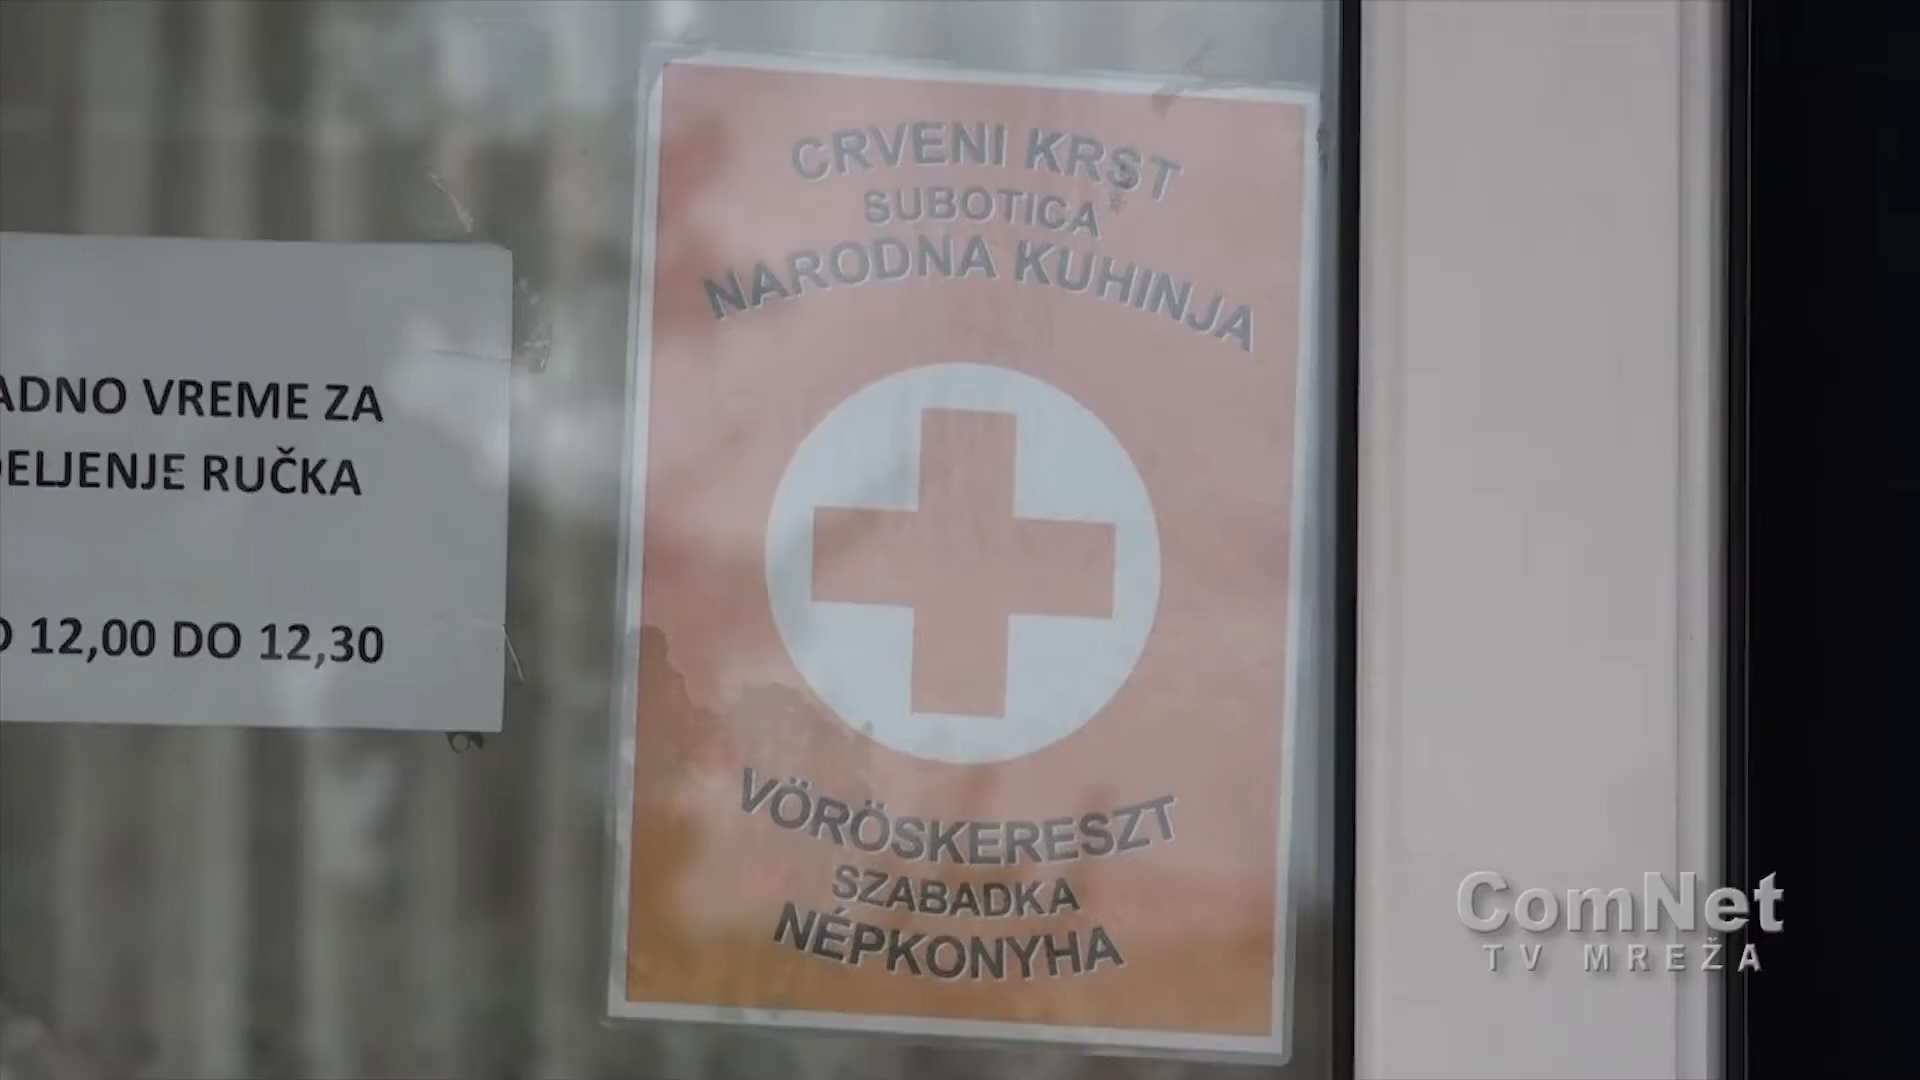 ADNO VREME ZA
ELJENJE RUČKA
12,00 DO 12,30
CRVENI KRST
SUBOTICA
NARODNA KUHINJA
VÖRÖSKERESZT
SZABADKA
NÉPKONYHA
ComNet
TV MREŽA